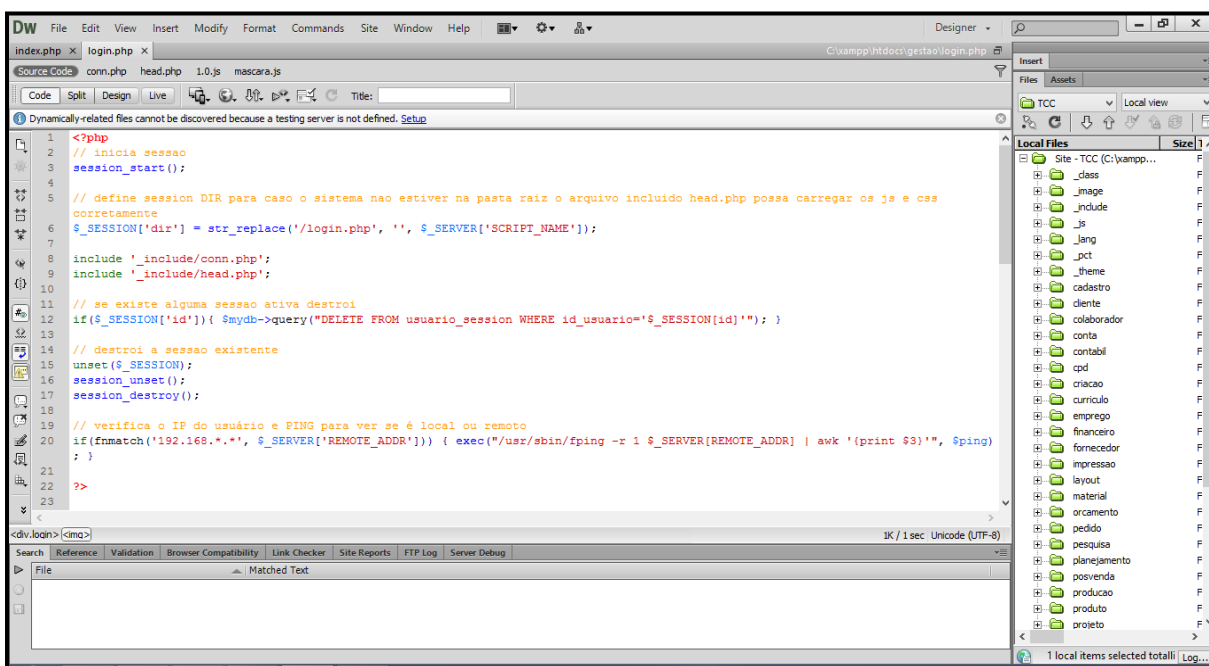 DW File Edit View Insert Modify Format Commands Site Window Help Designer
index.php × login.php × C:\xampp\htdocs\gestao\login.php
Source Code conn.php head.php 1.0.js mascara.js
Code Split Design Live Title:
Dynamically-related files cannot be discovered because a testing server is not defined. Setup
1 <?php
2 // inicia sessao
3 session_start();
4
5 // define session DIR para caso o sistema nao estiver na pasta raiz o arquivo incluido head.php possa carregar os js e css
corretamente
6 $_SESSION['dir'] = str_replace('/login.php', '', $_SERVER['SCRIPT_NAME']);
7
8 include '_include/conn.php';
9 include '_include/head.php';
10
11 // se existe alguma sessao ativa destroi
12 if($_SESSION['id']){ $mydb->query("DELETE FROM usuario_session WHERE id_usuario='$_SESSION[id]'"); }
13
14 // destroi a sessao existente
15 unset($_SESSION);
16 session_unset();
17 session_destroy();
18
19 // verifica o IP do usuário e PING para ver se é local ou remoto
20 if(fnmatch('192.168.*.*', $_SERVER['REMOTE_ADDR'])) { exec("/usr/sbin/fping -r 1 $_SERVER[REMOTE_ADDR] | awk '{print $3}'", $ping)
; }
21
22 ?>
23
<div.login> <img> 1K / 1 sec Unicode (UTF-8)
Search Reference Validation Browser Compatibility Link Checker Site Reports FTP Log Server Debug
File Matched Text
Insert
Files Assets
TCC Local view
Local Files Size
Site - TCC (C:\xampp... F
_class F
_image F
_include F
_js F
_lang F
_pct F
_theme F
cadastro F
cliente F
colaborador F
conta F
contabil F
cpd F
criacao F
curriculo F
emprego F
financeiro F
fornecedor F
impressao F
layout F
material F
orcamento F
pedido F
pesquisa F
planejamento F
posvenda F
producao F
produto F
projeto F
1 local items selected totalli Log...